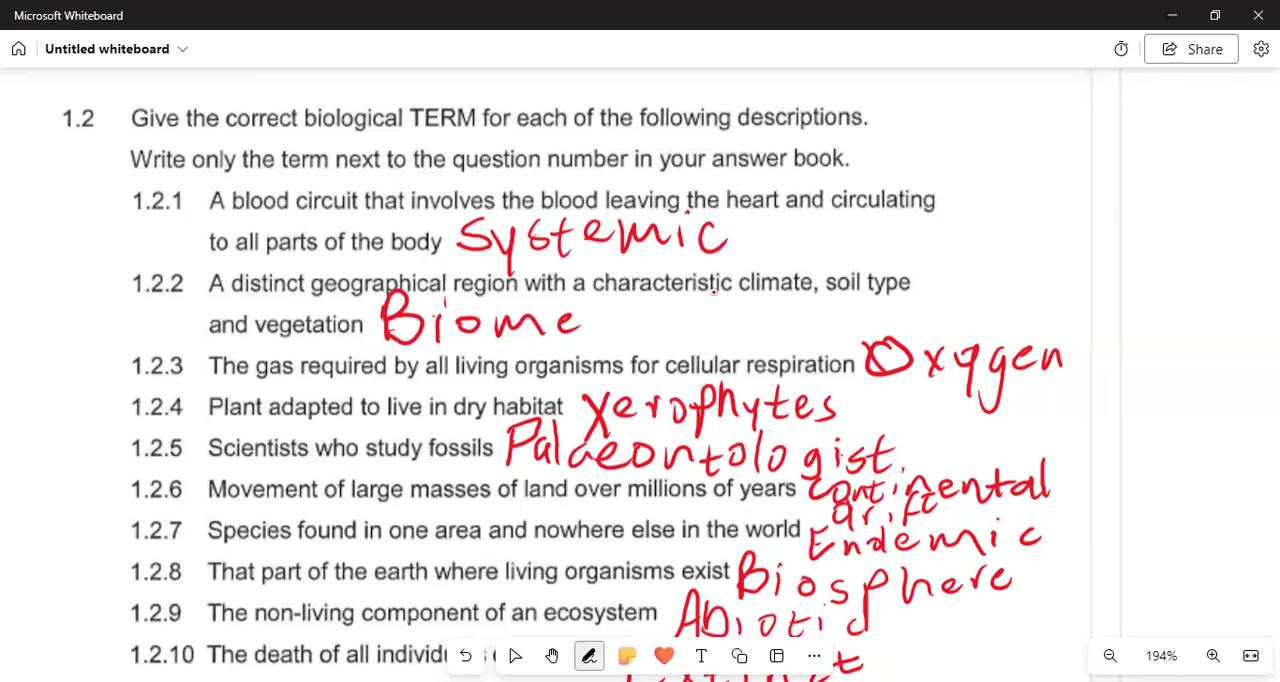 Microsoft Whiteboard
Untitled whiteboard
Share
1.2 Give the correct biological TERM for each of the following descriptions.
Write only the term next to the question number in your answer book.
1.2.1 A blood circuit that involves the blood leaving the heart and circulating
to all parts of the body Systemic
1.2.2 A distinct geographical region with a characteristic climate, soil type
and vegetation Biome
1.2.3 The gas required by all living organisms for cellular respiration Oxygen
1.2.4 Plant adapted to live in dry habitat Xerophytes
1.2.5 Scientists who study fossils Palaeontologist.
1.2.6 Movement of large masses of land over millions of years Continental
drift
1.2.7 Species found in one area and nowhere else in the world Endemic
1.2.8 That part of the earth where living organisms exist Biosphere
1.2.9 The non-living component of an ecosystem Abiotic
1.2.10 The death of all
194%